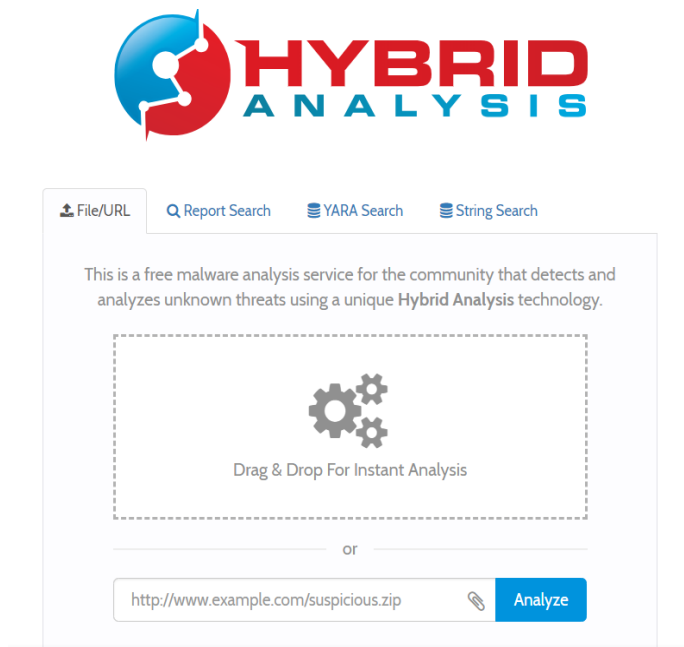 HYBRID
ANALYSIS
File/URL Report Search YARA Search String Search
This is a free malware analysis service for the community that detects and
analyzes unknown threats using a unique Hybrid Analysis technology.
Drag & Drop For Instant Analysis
or
http://www.example.com/suspicious.zip Analyze